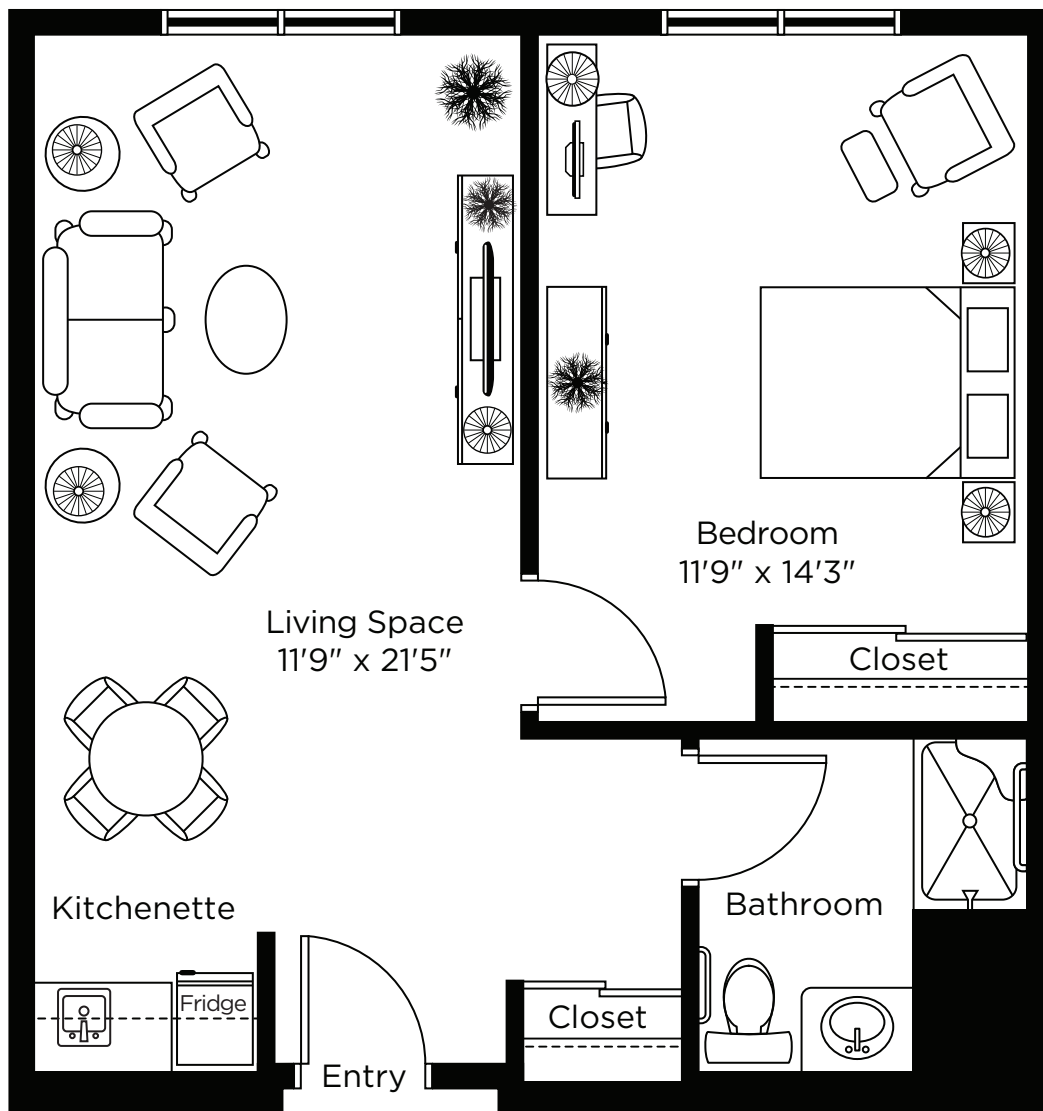 Bedroom
11'9" x 14'3"
Living Space
11'9" x 21'5"
Closet
Kitchenette
Bathroom
Fridge
Closet
Entry